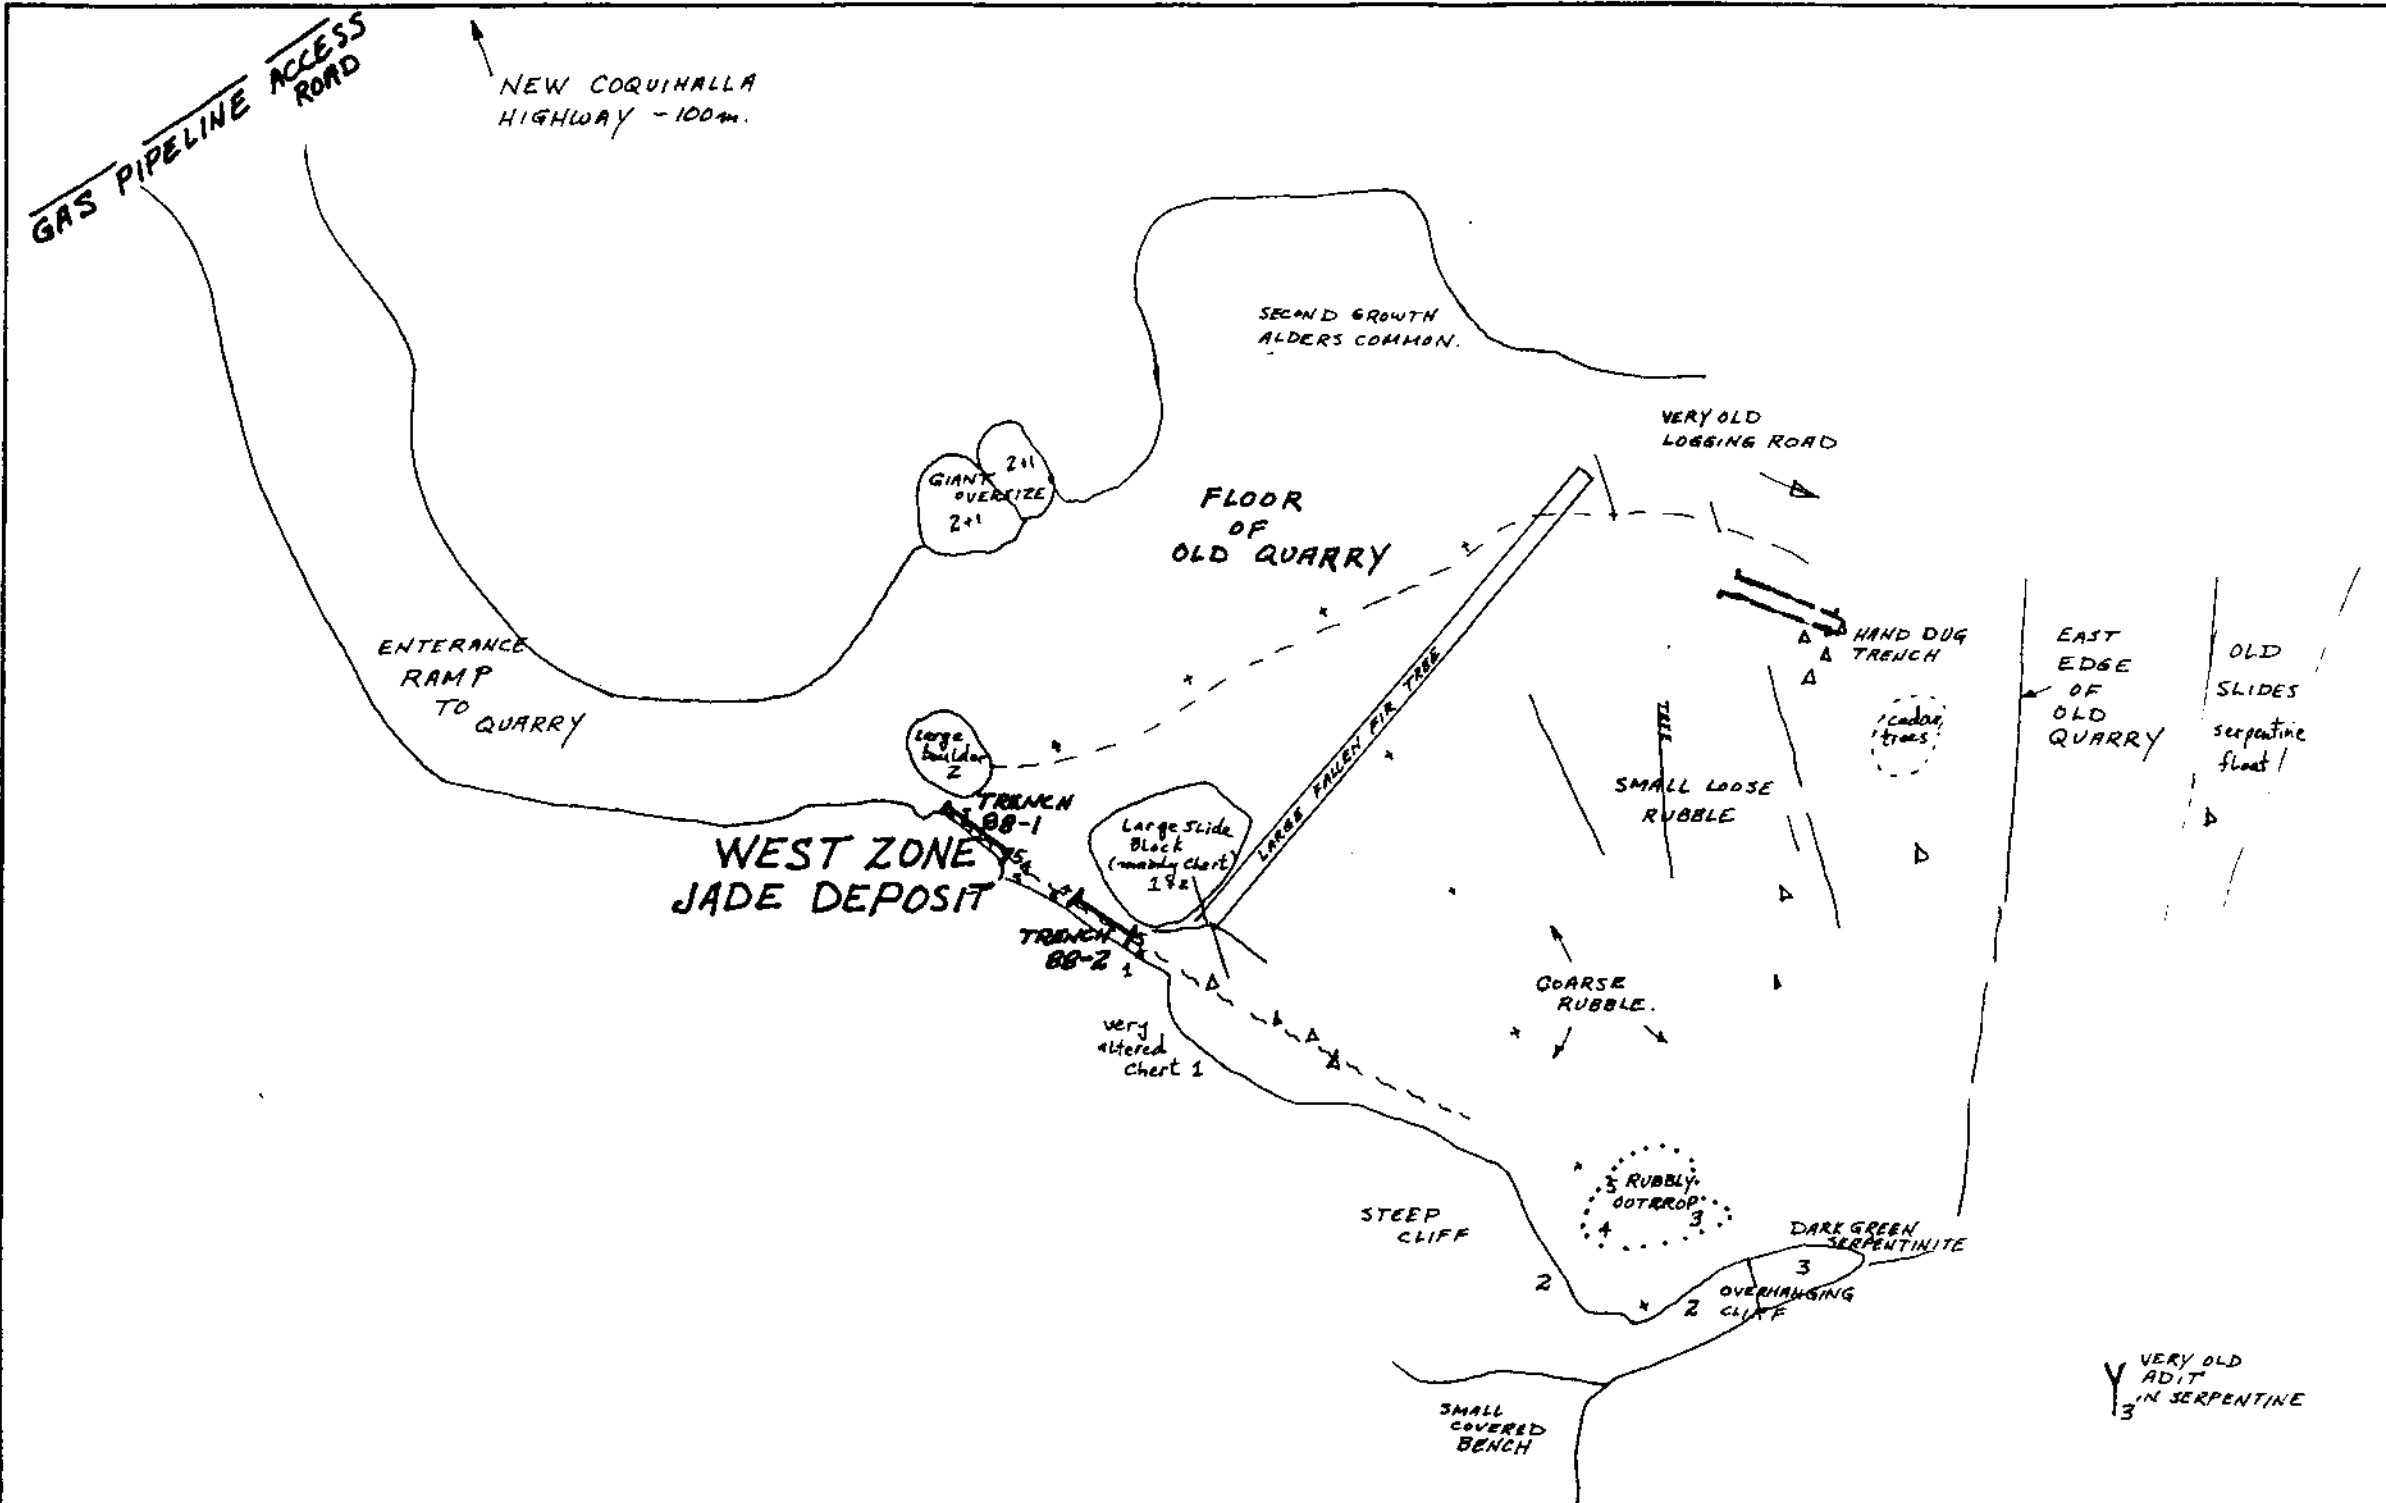 GAS PIPELINE ACCESS
ROAD
NEW COQUIHALLA
HIGHWAY - 100m.
SECOND GROWTH
ALDERS COMMON.
VERY OLD
LOGGING ROAD
GIANT
OVERSIZE
2+1
2+1
FLOOR
OF
OLD QUARRY
ENTERANCE
RAMP
TO
QUARRY
HAND DUG
TRENCH
EAST
EDGE
OF
OLD
QUARRY
OLD
SLIDES
serpentine
float
cedar
trees
TREE
LARGE FALLEN FIR TREE
Large
boulder
2
SMALL LOOSE
RUBBLE
TRENCH
88-1
WEST ZONE
JADE DEPOSIT
5
4
3
Large Slide
Block
(mainly Chert)
1 & 2
TRENCH
88-2
1
very
altered
Chert 1
COARSE
RUBBLE.
5 RUBBLY
OUTRROP
4
3
STEEP
CLIFF
DARK GREEN
SERPENTINITE
3
2
2
OVERHANGING
CLIFF
SMALL
COVERED
BENCH
VERY OLD
ADIT
IN SERPENTINE
3